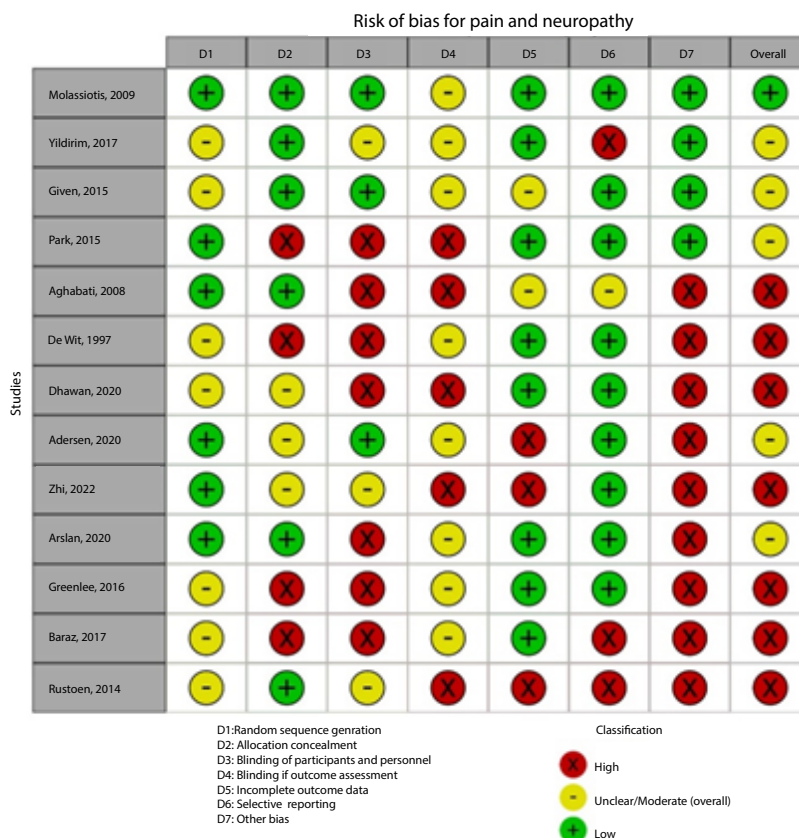 Risk of bias for pain and neuropathy
D1 D2 D3 D4 D5 D6 D7 Overall
Studies
Molassiotis, 2009 + + + - + + + +
Yildirim, 2017 - + - - + X + -
Given, 2015 - + + - - + + -
Park, 2015 + X X X + + + -
Aghabati, 2008 + + X X - - X X
De Wit, 1997 - X X - + + X X
Dhawan, 2020 - - X X + + X X
Adersen, 2020 + - + - X + X -
Zhi, 2022 + - - X X + X X
Arslan, 2020 + + X - + + X -
Greenlee, 2016 - X X - + + X X
Baraz, 2017 - X X - + X X X
Rustoen, 2014 - + - X X X X X
D1:Random sequence genration
D2: Allocation concealment
D3: Blinding of participants and personnel
D4: Blinding if outcome assessment
D5: Incomplete outcome data
D6: Selective reporting
D7: Other bias
Classification
X High
- Unclear/Moderate (overall)
+ Low